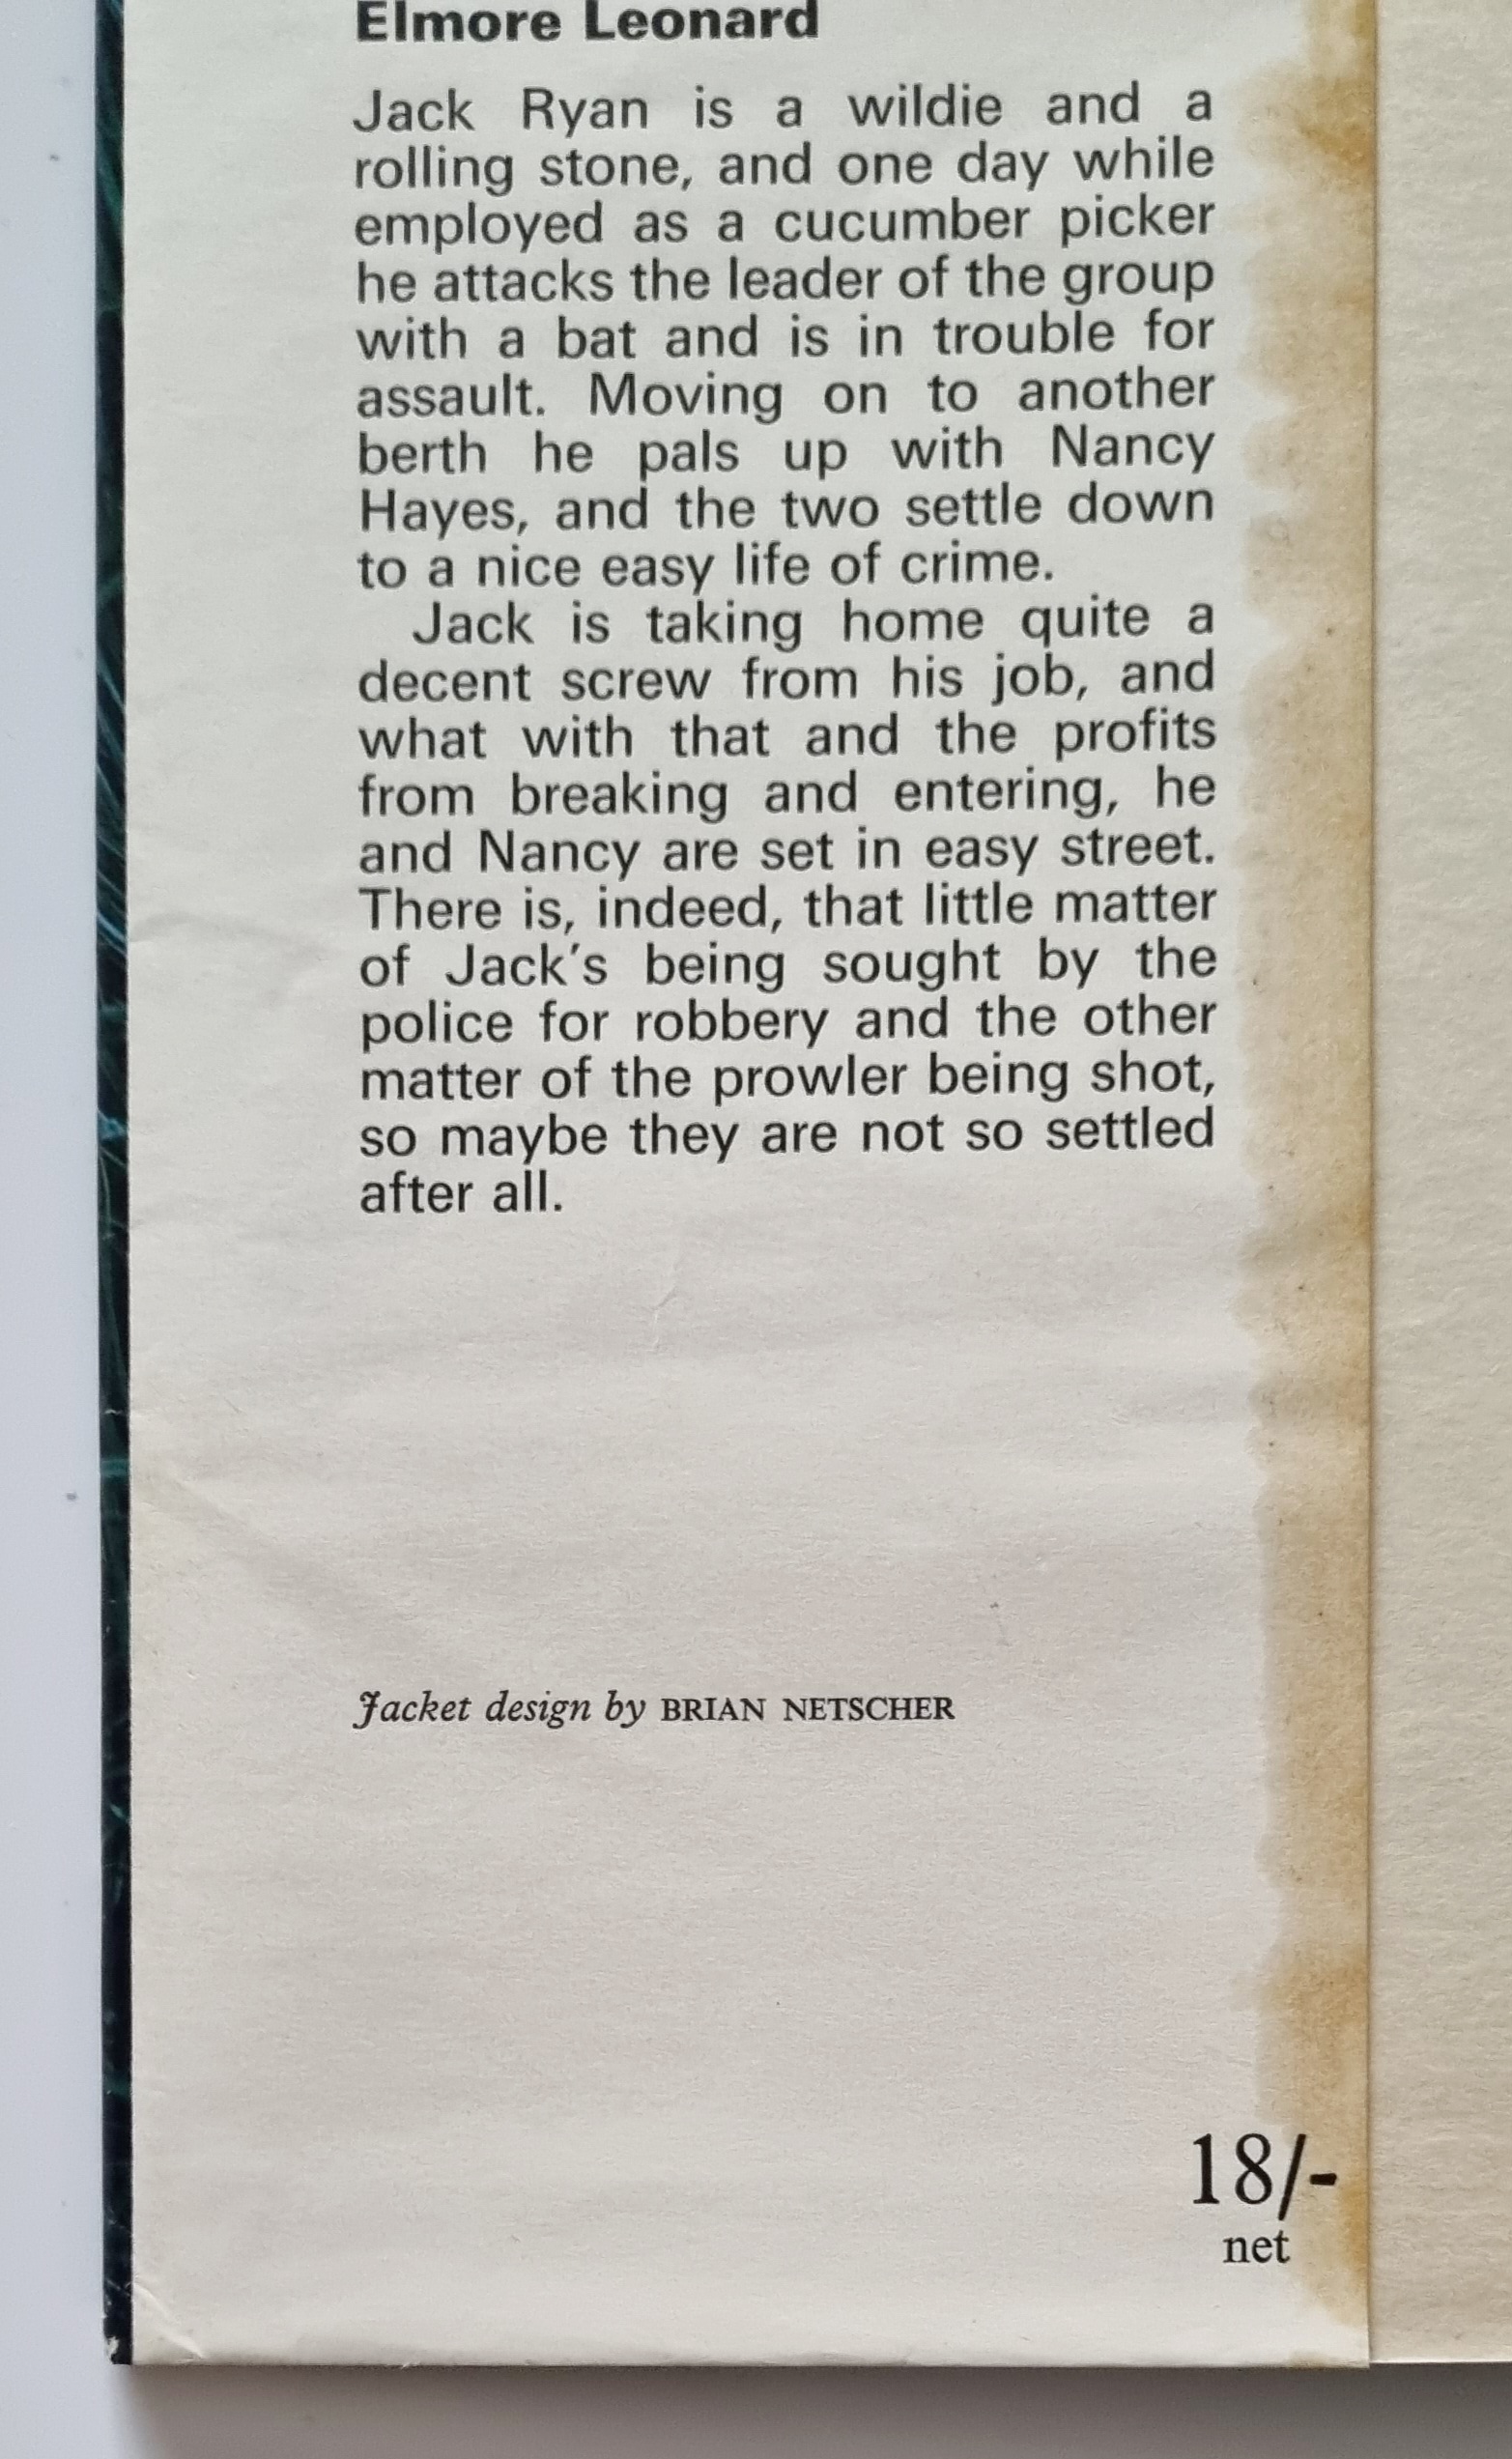 Elmore Leonard
Jack Ryan is a wildie and a
rolling stone, and one day while
employed as a cucumber picker
he attacks the leader of the group
with a bat and is in trouble for
assault. Moving on to another
berth he pals up with Nancy
Hayes, and the two settle down
to a nice easy life of crime.
Jack is taking home quite a
decent screw from his job, and
what with that and the profits
from breaking and entering, he
and Nancy are set in easy street.
There is, indeed, that little matter
of Jack's being sought by the
police for robbery and the other
matter of the prowler being shot,
so maybe they are not so settled
after all.
Jacket design by BRIAN NETSCHER
18/-
net